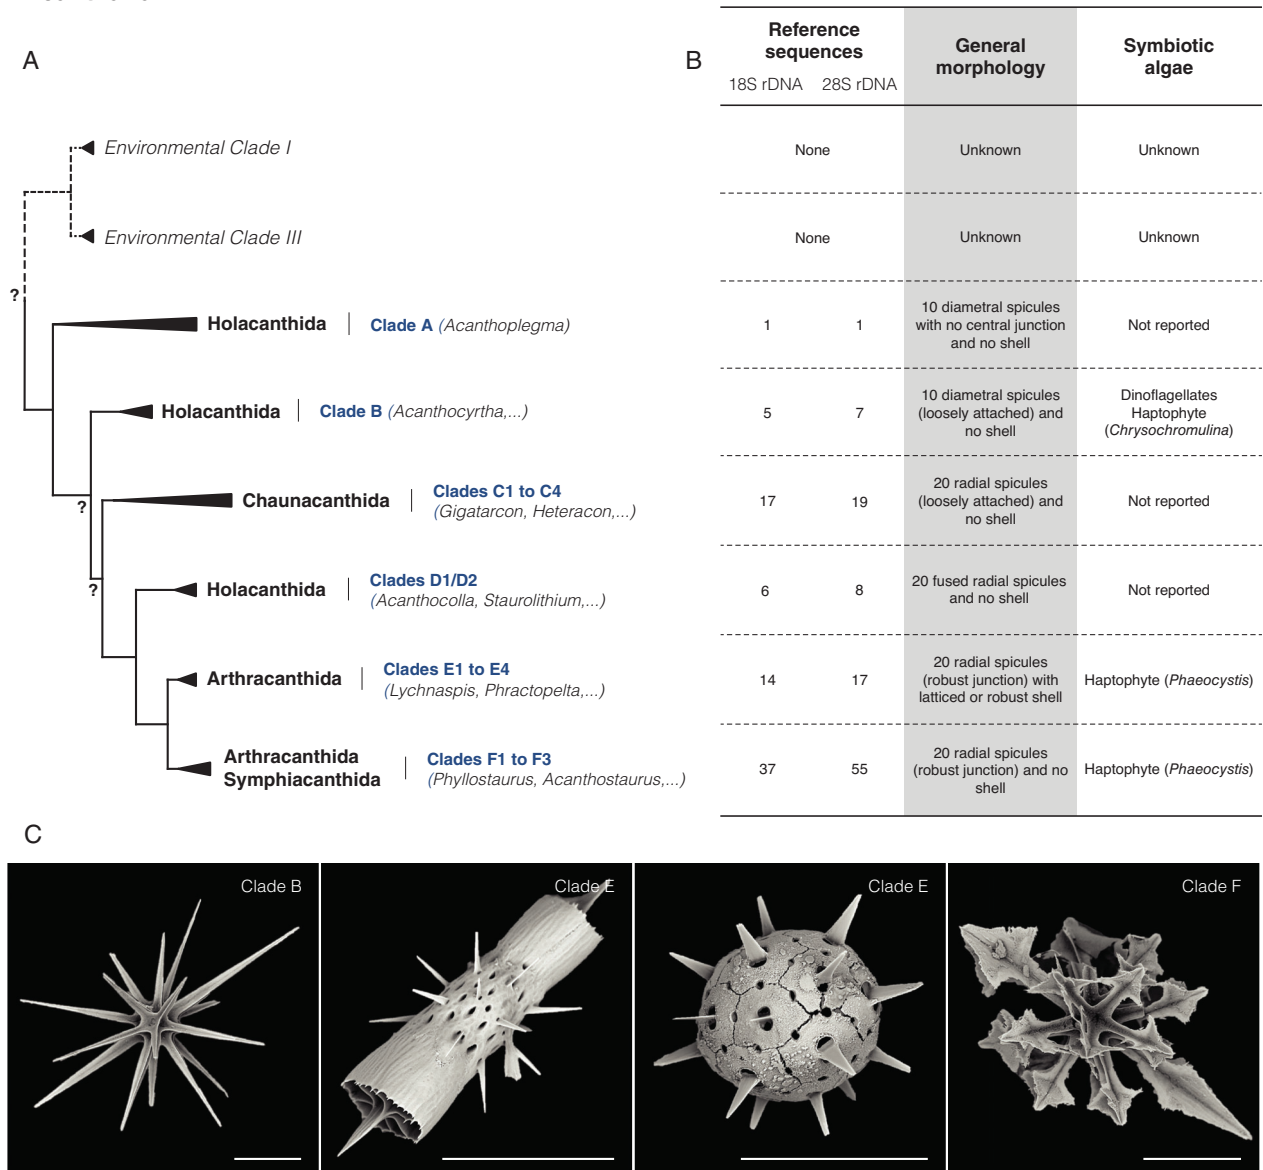 A
B
Reference
sequences
18S rDNA 28S rDNA
General
morphology
Symbiotic
algae
Environmental Clade I
None
Unknown
Unknown
Environmental Clade III
None
Unknown
Unknown
?
Holacanthida | Clade A (Acanthoplegma)
1
1
10 diametral spicules
with no central junction
and no shell
Not reported
Holacanthida | Clade B (Acanthocyrtha,...)
5
7
10 diametral spicules
(loosely attached) and
no shell
Dinoflagellates
Haptophyte
(Chrysochromulina)
?
Chaunacanthida
Clades C1 to C4
(Gigatarcon, Heteracon,...)
17
19
20 radial spicules
(loosely attached) and
no shell
Not reported
?
Holacanthida
Clades D1/D2
(Acanthocolla, Staurolithium,...)
6
8
20 fused radial spicules
and no shell
Not reported
Arthracanthida
Clades E1 to E4
(Lychnaspis, Phractopelta,...)
14
17
20 radial spicules
(robust junction) with
latticed or robust shell
Haptophyte (Phaeocystis)
Arthracanthida
Symphiacanthida
Clades F1 to F3
(Phyllostaurus, Acanthostaurus,...)
37
55
20 radial spicules
(robust junction) and no
shell
Haptophyte (Phaeocystis)
C
Clade B
Clade E
Clade E
Clade F